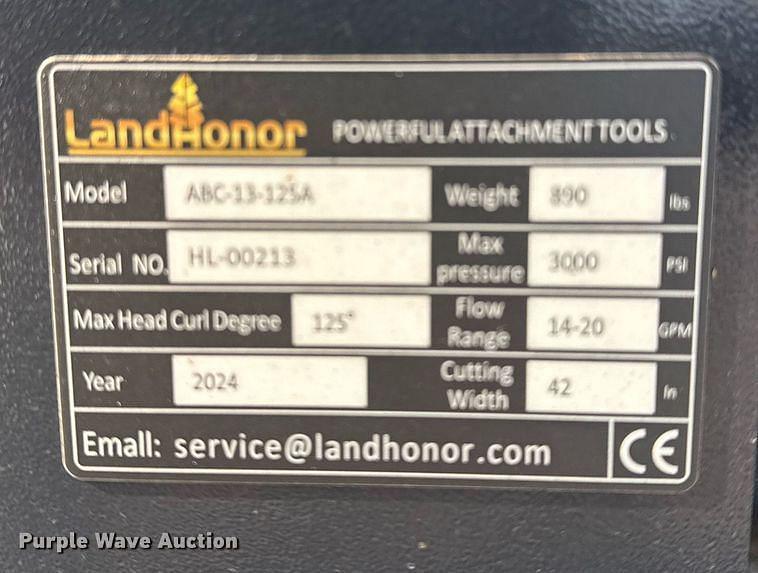 LandHonor POWERFUL ATTACHMENT TOOLS
Model ABC-13-125A Weight 890 lbs
Serial NO. HL-00213 Max pressure 3000 PSI
Max Head Curl Degree 125° Flow Range 14-20 GPM
Year 2024 Cutting Width 42 In
Email: service@landhonor.com CE
Purple Wave Auction